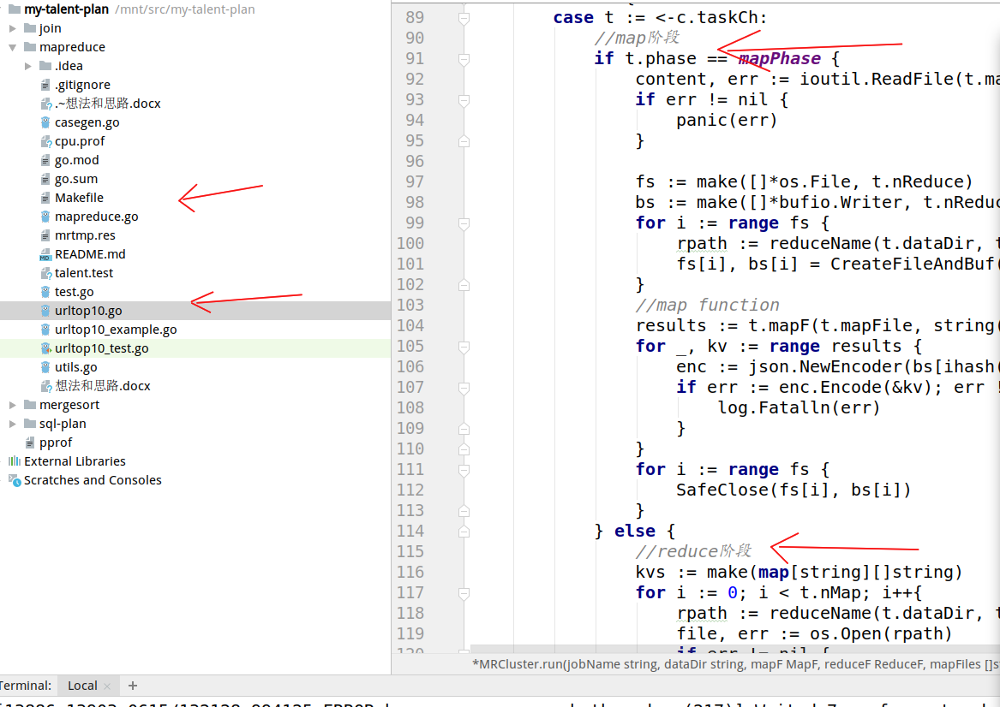 my-talent-plan /mnt/src/my-talent-plan
join
mapreduce
.idea
.gitignore
.~想法和思路.docx
casegen.go
cpu.prof
go.mod
go.sum
Makefile
mapreduce.go
mrtmp.res
README.md
talent.test
test.go
urltop10.go
urltop10_example.go
urltop10_test.go
utils.go
想法和思路.docx
mergesort
sql-plan
pprof
External Libraries
Scratches and Consoles
89 case t := <-c.taskCh:
90 //map阶段
91 if t.phase == mapPhase {
92 content, err := ioutil.ReadFile(t.ma
93 if err != nil {
94 panic(err)
95 }
96
97 fs := make([]*os.File, t.nReduce)
98 bs := make([]*bufio.Writer, t.nReduc
99 for i := range fs {
100 rpath := reduceName(t.dataDir, t
101 fs[i], bs[i] = CreateFileAndBuf(
102 }
103 //map function
104 results := t.mapF(t.mapFile, string(
105 for _, kv := range results {
106 enc := json.NewEncoder(bs[ihash(
107 if err := enc.Encode(&kv); err !
108 log.Fatalln(err)
109 }
110 }
111 for i := range fs {
112 SafeClose(fs[i], bs[i])
113 }
114 } else {
115 //reduce阶段
116 kvs := make(map[string][]string)
117 for i := 0; i < t.nMap; i++{
118 rpath := reduceName(t.dataDir, t
119 file, err := os.Open(rpath)
120 if err != nil {
*MRCluster.run(jobName string, dataDir string, mapF MapF, reduceF ReduceF, mapFiles []s
Terminal: Local × +